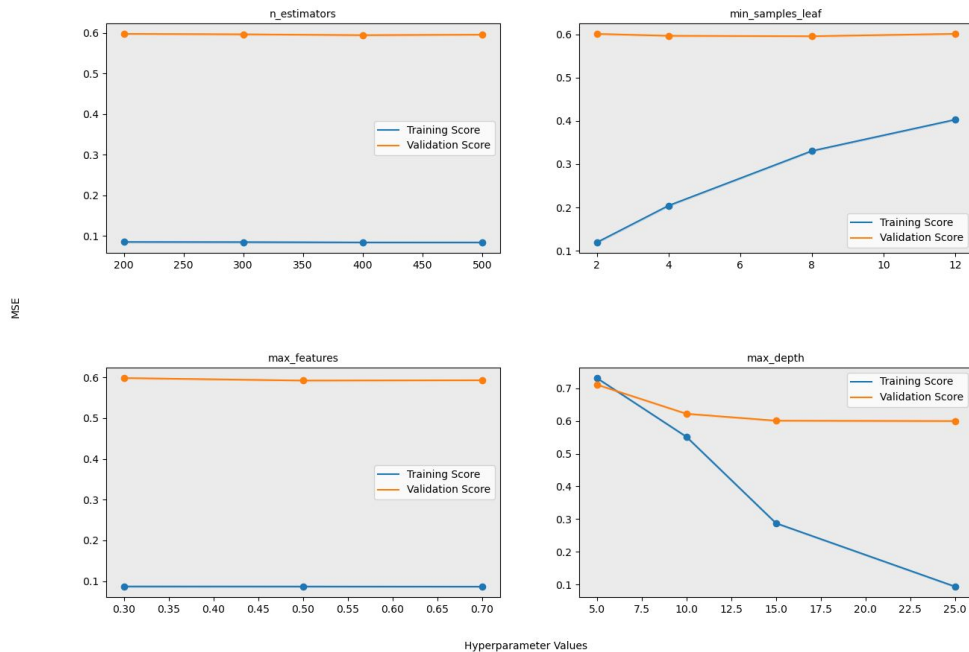 n_estimators
0.6
0.5
0.4
0.3
0.2
0.1
Training Score
Validation Score
200 250 300 350 400 450 500
min_samples_leaf
0.6
0.5
0.4
0.3
0.2
0.1
Training Score
Validation Score
2 4 6 8 10 12
MSE
max_features
0.6
0.5
0.4
0.3
0.2
0.1
Training Score
Validation Score
0.30 0.35 0.40 0.45 0.50 0.55 0.60 0.65 0.70
max_depth
0.7
0.6
0.5
0.4
0.3
0.2
0.1
Training Score
Validation Score
5.0 7.5 10.0 12.5 15.0 17.5 20.0 22.5 25.0
Hyperparameter Values